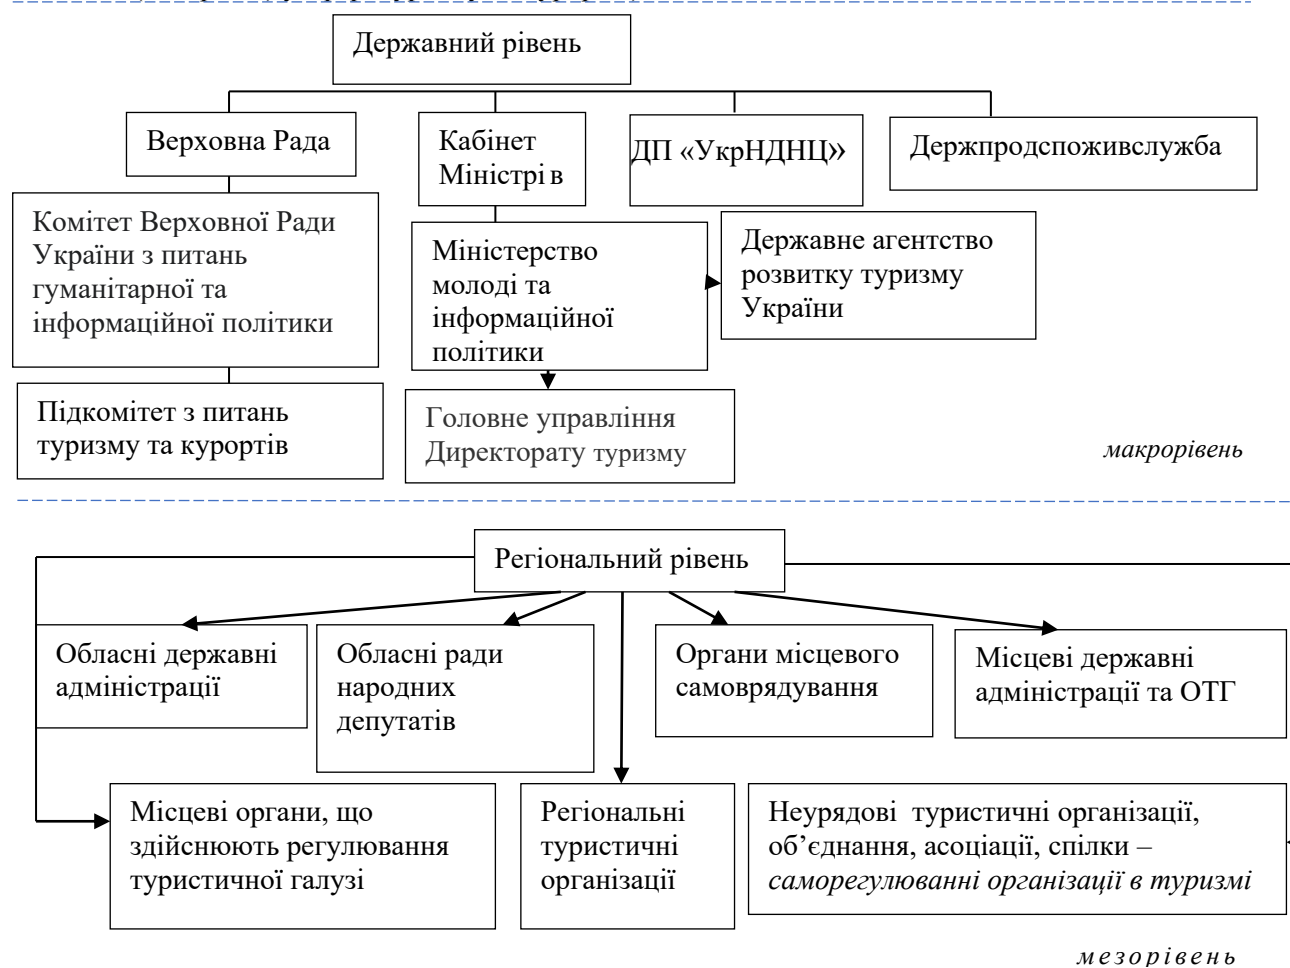 Державний рівень
Верховна Рада
Кабінет
Міністрів
ДП «УкрНДНЦ»
Держпродспоживслужба
Комітет Верховної Ради
України з питань
гуманітарної та
інформаційної політики
Міністерство
молоді та
інформаційної
політики
Державне агентство
розвитку туризму
України
Підкомітет з питань
туризму та курортів
Головне управління
Директорату туризму
макрорівень
Регіональний рівень
Обласні державні
адміністрації
Обласні ради
народних
депутатів
Органи місцевого
самоврядування
Місцеві державні
адміністрації та ОТГ
Місцеві органи, що
здійснюють регулювання
туристичної галузі
Регіональні
туристичні
організації
Неурядові туристичні організації,
об’єднання, асоціації, спілки –
саморегулюванні організації в туризмі
мезорівень